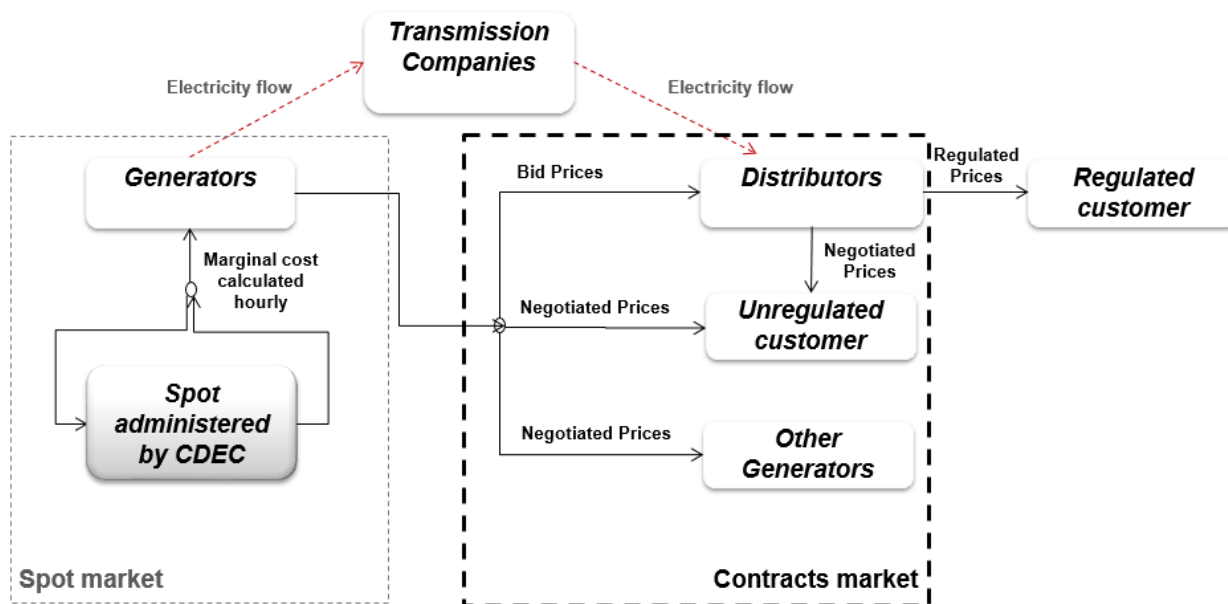 Transmission
Companies
Electricity flow
Electricity flow
Generators
Bid Prices
Distributors
Regulated
Prices
Regulated
customer
Marginal cost
calculated
hourly
Negotiated
Prices
Negotiated Prices
Unregulated
customer
Spot
administered
by CDEC
Negotiated Prices
Other
Generators
Spot market
Contracts market